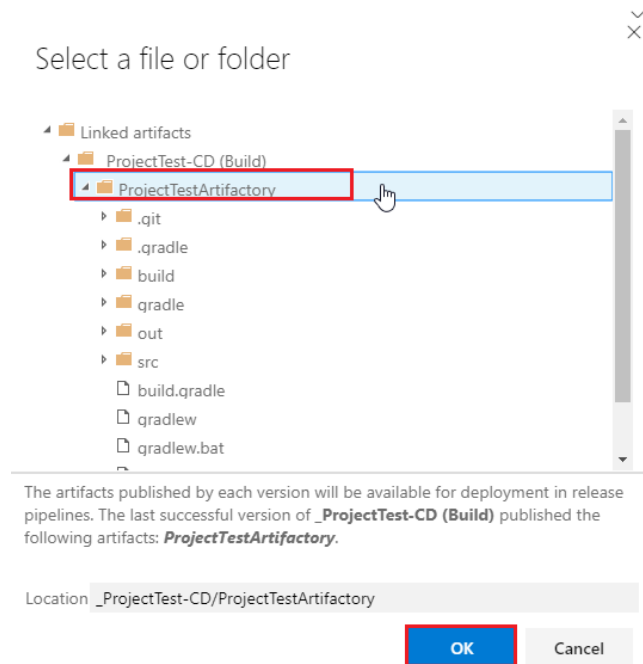 Select a file or folder
Linked artifacts
ProjectTest-CD (Build)
ProjectTestArtifactory
.git
.gradle
build
gradle
out
src
build.gradle
gradlew
gradlew.bat
The artifacts published by each version will be available for deployment in release
pipelines. The last successful version of _ProjectTest-CD (Build) published the
following artifacts: ProjectTestArtifactory.
Location _ProjectTest-CD/ProjectTestArtifactory
OK Cancel